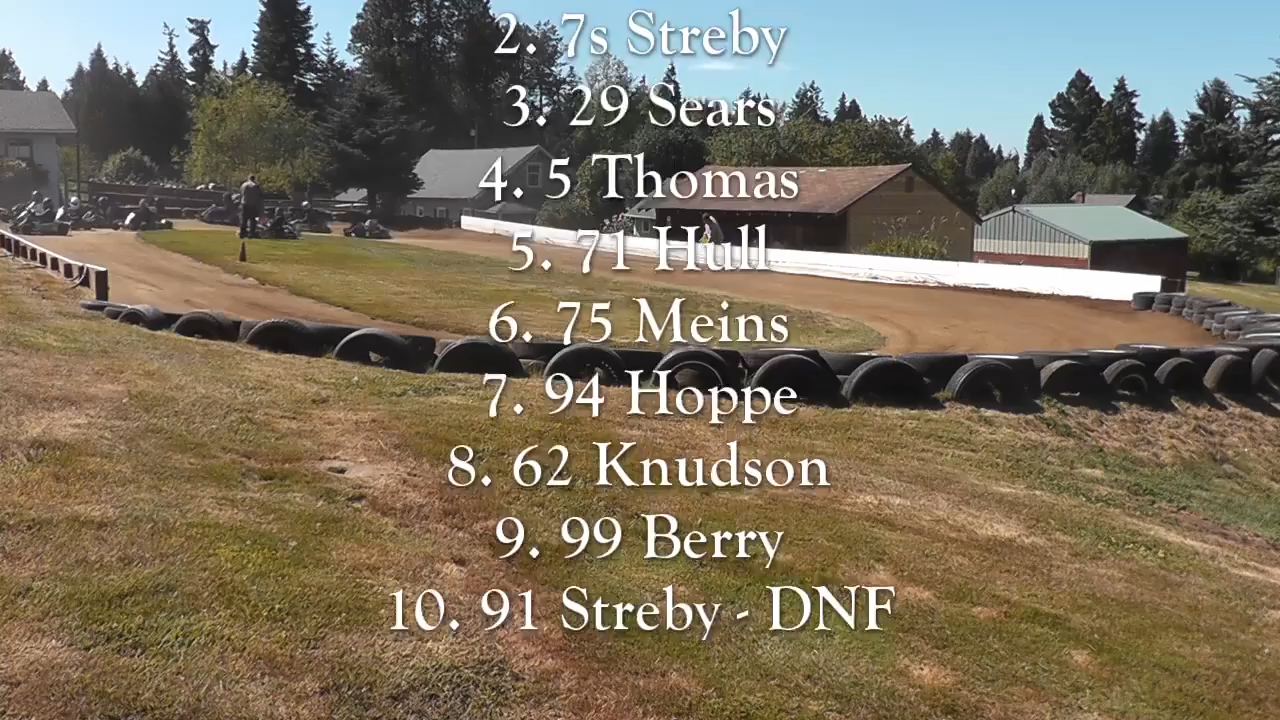 2. 7s Streby
3. 29 Sears
4. 5 Thomas
5. 71 Hull
6. 75 Meins
7. 94 Hoppe
8. 62 Knudson
9. 99 Berry
10. 91 Streby - DNF